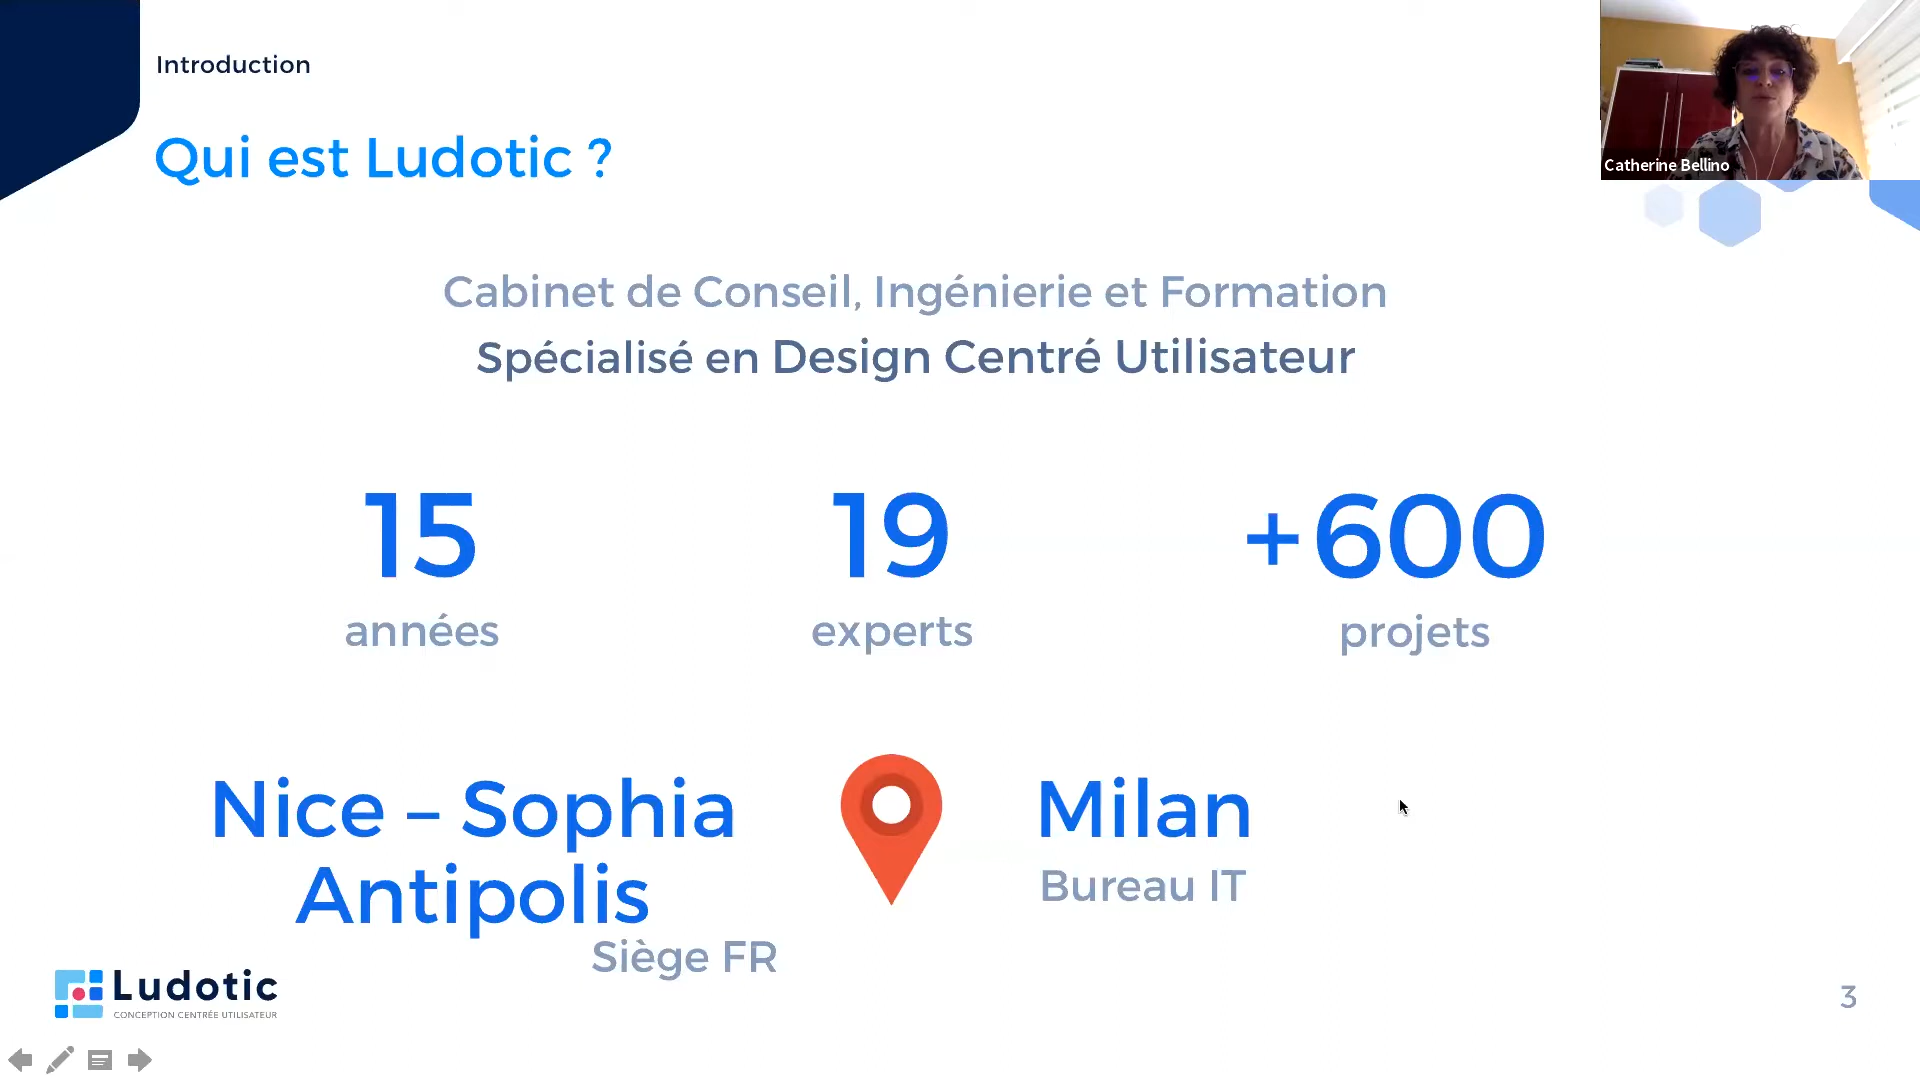 Introduction
Qui est Ludotic ?
Catherine Bellino
Cabinet de Conseil, Ingénierie et Formation
Spécialisé en Design Centré Utilisateur
15
années
19
experts
+600
projets
Nice – Sophia
Antipolis
Siège FR
Milan
Bureau IT
Ludotic
CONCEPTION CENTRÉE UTILISATEUR
3